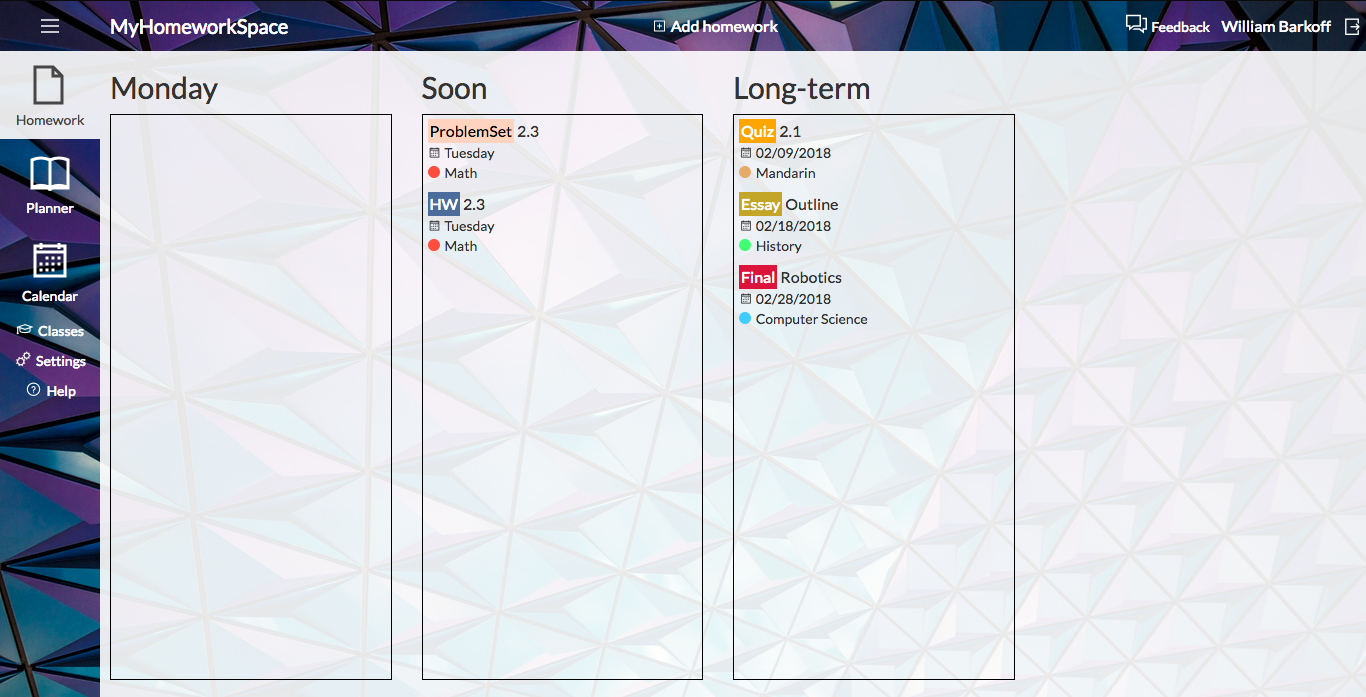 MyHomeworkSpace
Add homework
Feedback William Barkoff
Homework
Planner
Calendar
Classes
Settings
Help
Monday
Soon
ProblemSet 2.3
Tuesday
Math
HW 2.3
Tuesday
Math
Long-term
Quiz 2.1
02/09/2018
Mandarin
Essay Outline
02/18/2018
History
Final Robotics
02/28/2018
Computer Science